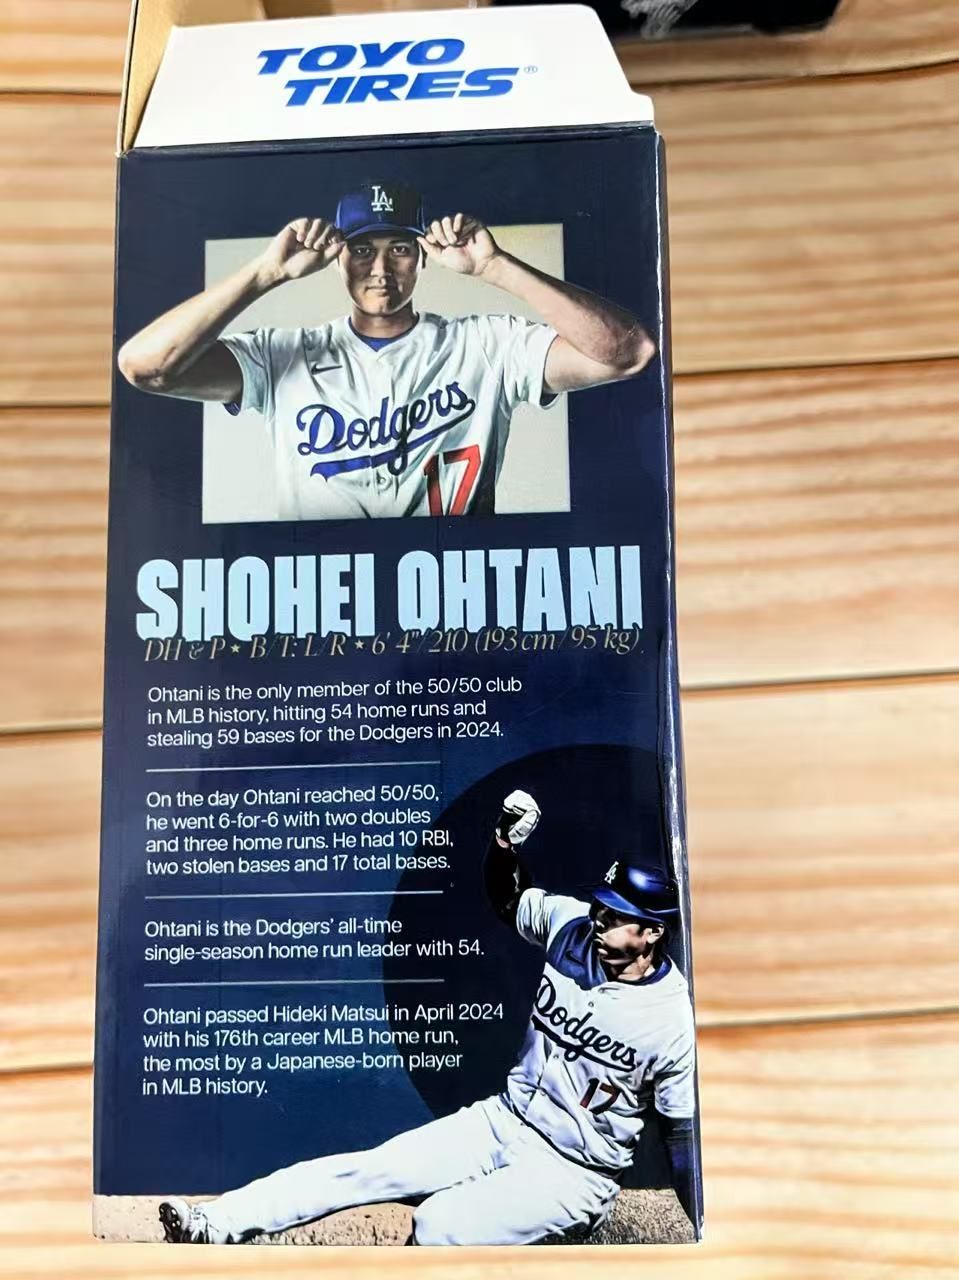 TOYO
TIRES®
LA
Dodgers
17
SHOHEI OHTANI
DH & P ★ B/T: L/R ★ 6' 4"/210 (193 cm/95 kg)
Ohtani is the only member of the 50/50 club
in MLB history, hitting 54 home runs and
stealing 59 bases for the Dodgers in 2024.
On the day Ohtani reached 50/50,
he went 6-for-6 with two doubles
and three home runs. He had 10 RBI,
two stolen bases and 17 total bases.
Ohtani is the Dodgers' all-time
single-season home run leader with 54.
Ohtani passed Hideki Matsui in April 2024
with his 176th career MLB home run,
the most by a Japanese-born player
in MLB history.
LA
Dodgers
17